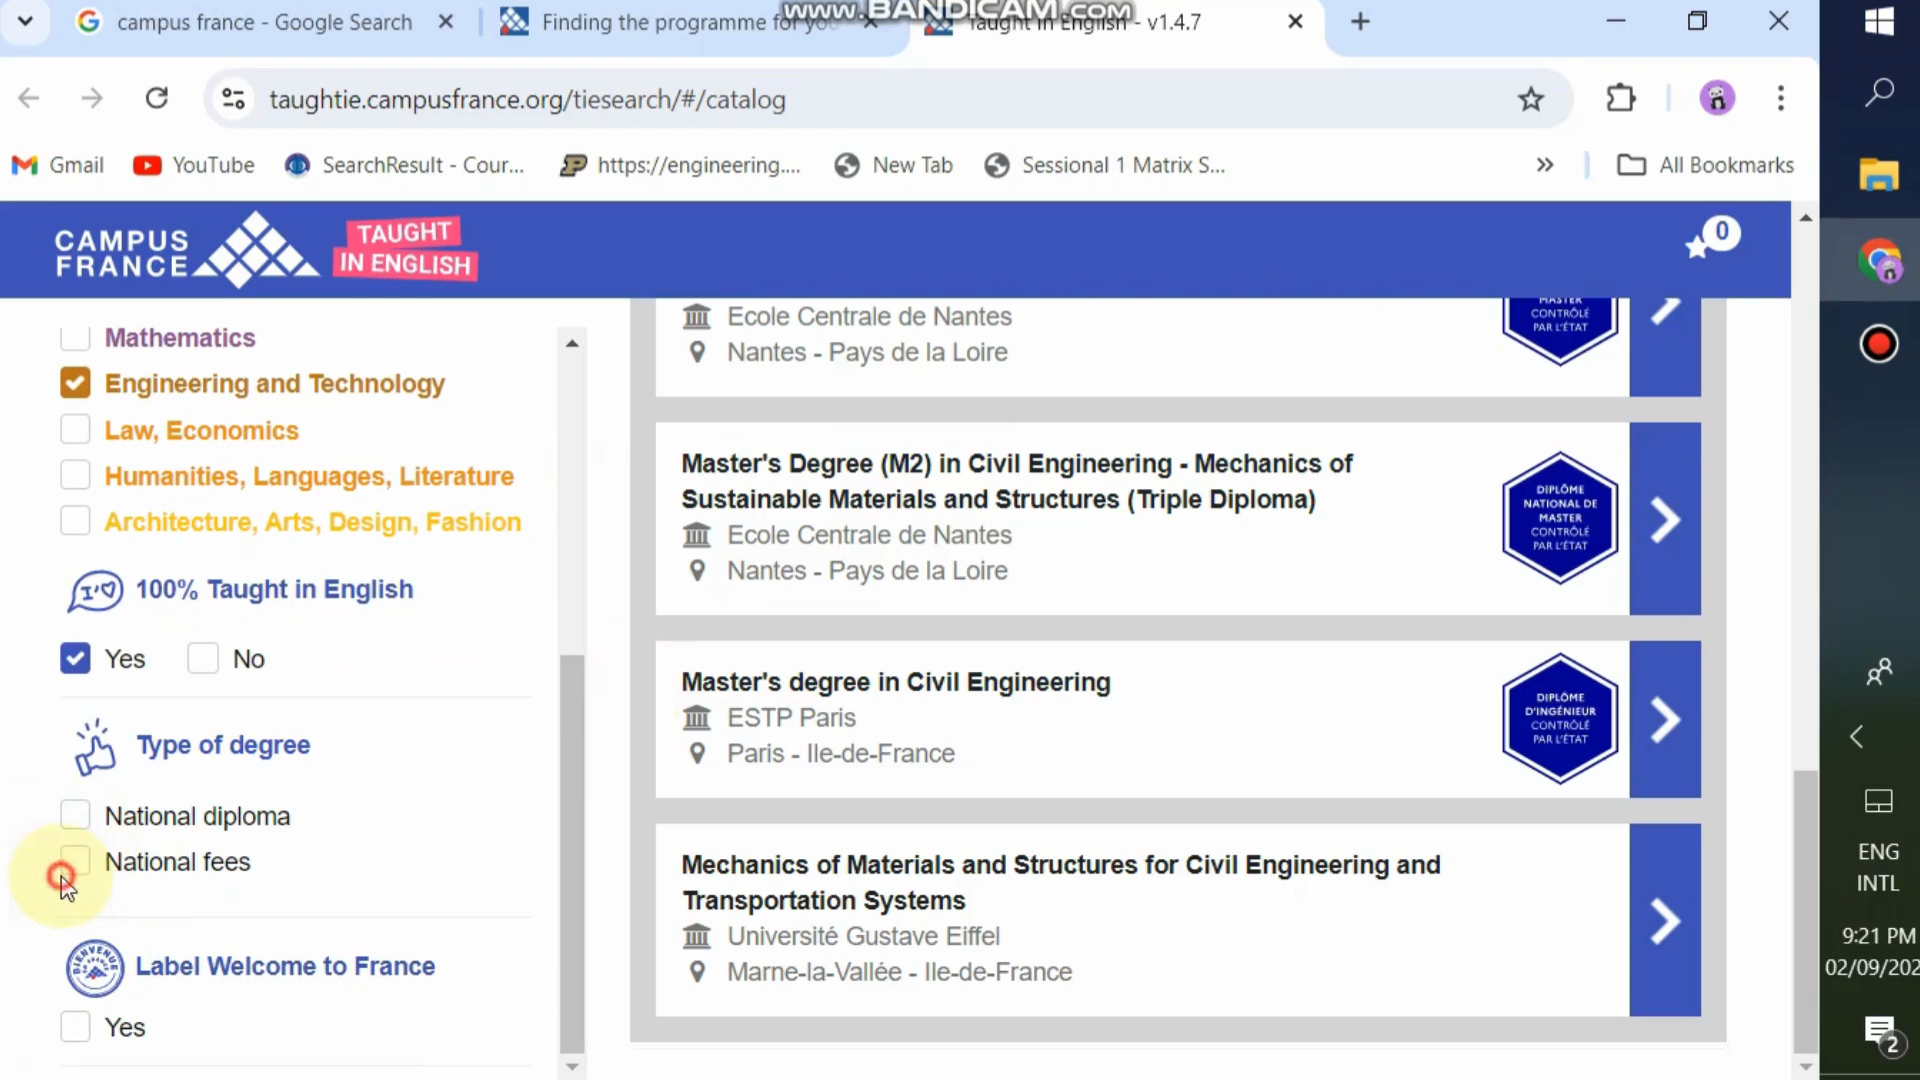 www.BANDICAM.com
campus france - Google Search
Finding the programme for you
Taught in English - v1.4.7
taughtie.campusfrance.org/tiesearch/#/catalog
Gmail
YouTube
SearchResult - Cour...
https://engineering....
New Tab
Sessional 1 Matrix S...
All Bookmarks
CAMPUS
FRANCE
TAUGHT
IN ENGLISH
0
Mathematics
Engineering and Technology
Law, Economics
Humanities, Languages, Literature
Architecture, Arts, Design, Fashion
100% Taught in English
Yes
No
Type of degree
National diploma
National fees
BIENVENUE
Label Welcome to France
Yes
Ecole Centrale de Nantes
Nantes - Pays de la Loire
MASTER
CONTRÔLÉ
PAR L'ÉTAT
Master's Degree (M2) in Civil Engineering - Mechanics of
Sustainable Materials and Structures (Triple Diploma)
Ecole Centrale de Nantes
Nantes - Pays de la Loire
DIPLÔME
NATIONAL DE
MASTER
CONTRÔLÉ
PAR L'ÉTAT
Master's degree in Civil Engineering
ESTP Paris
Paris - Ile-de-France
DIPLÔME
D'INGÉNIEUR
CONTRÔLÉ
PAR L'ÉTAT
Mechanics of Materials and Structures for Civil Engineering and
Transportation Systems
Université Gustave Eiffel
Marne-la-Vallée - Ile-de-France
ENG
INTL
9:21 PM
02/09/202
2